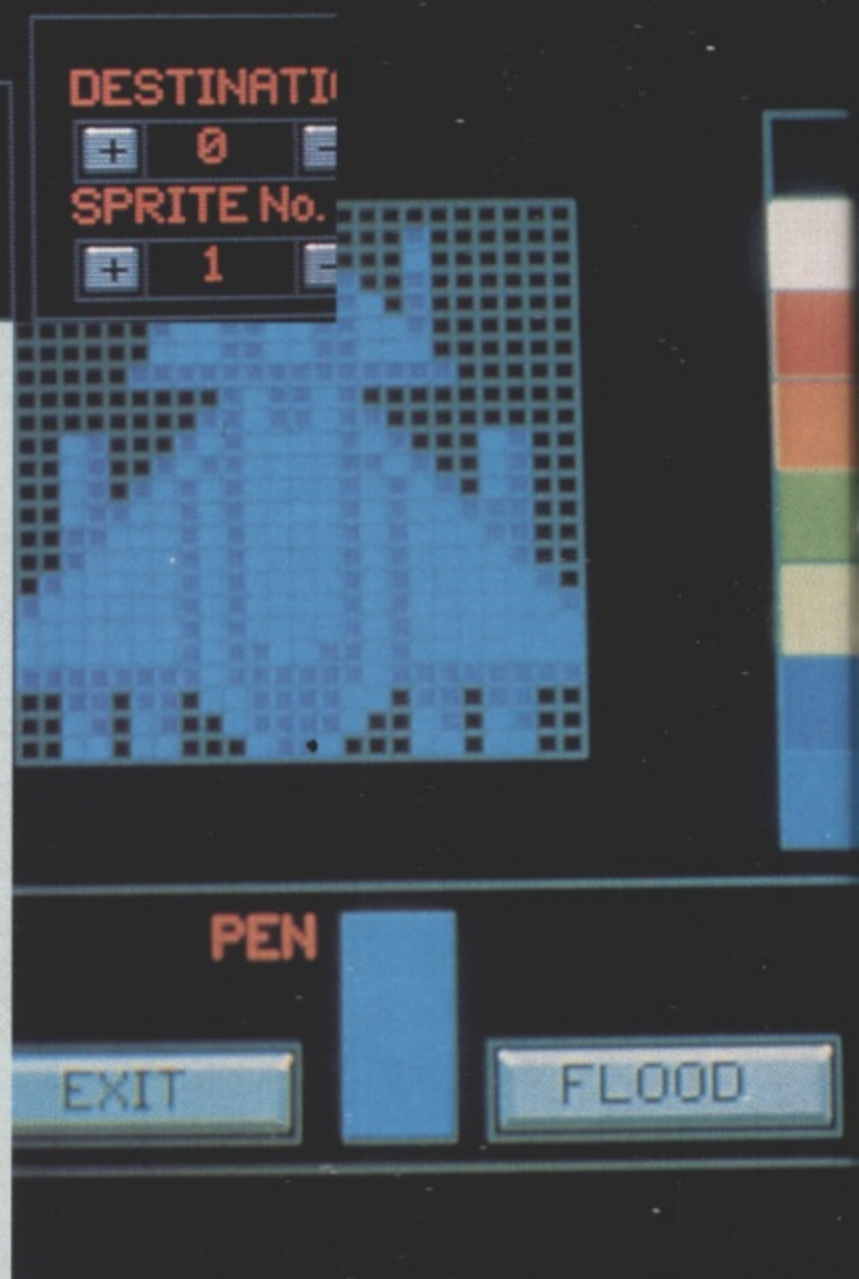 DESTINATI
+ 0 -
SPRITE No.
+ 1 -
PEN
EXIT
FLOOD